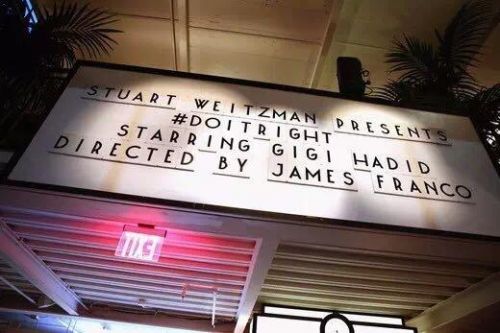 STUART WEITZMAN PRESENTS
#DOITRIGHT
STARRING GIGI HADID
DIRECTED BY JAMES FRANCO
EXIT